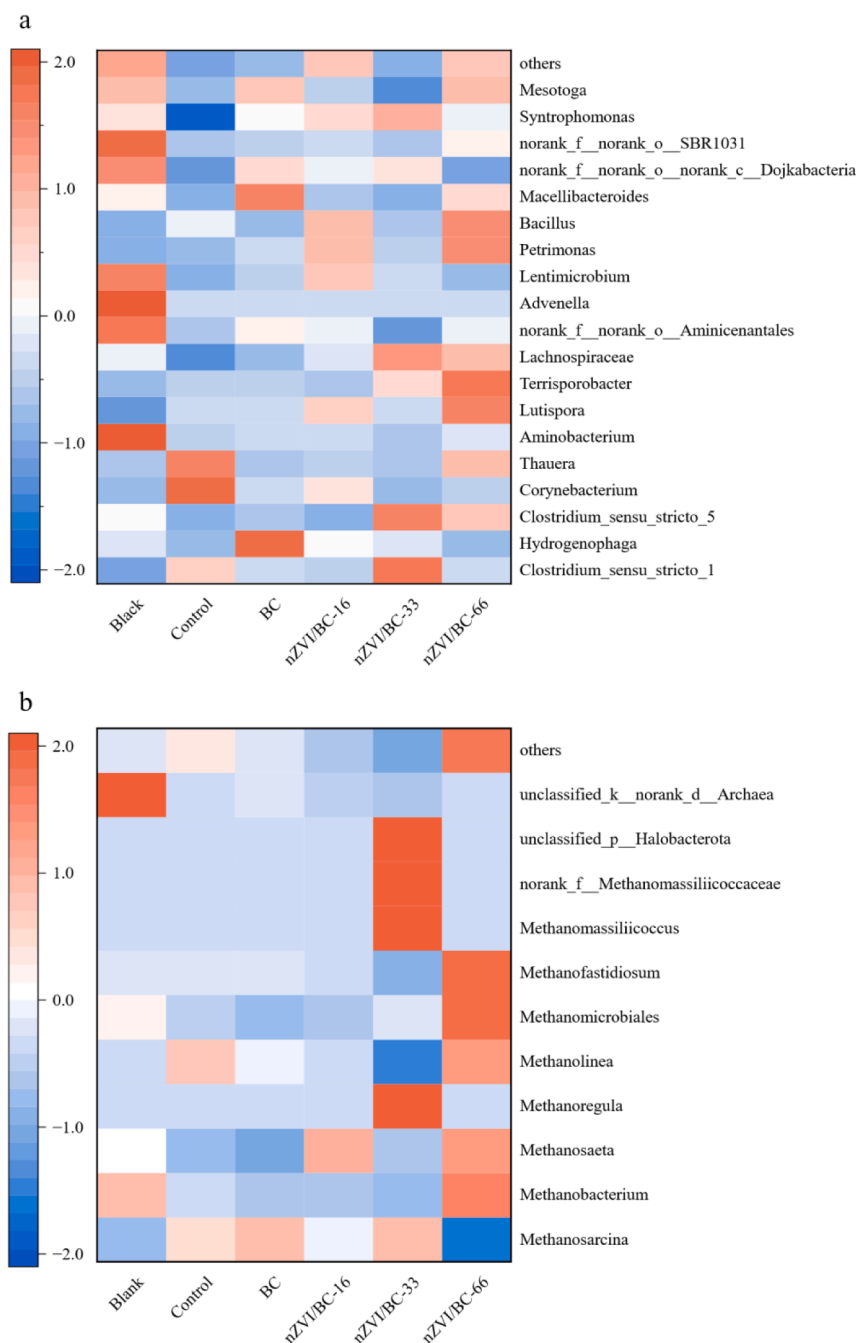 a
2.0
1.0
0.0
−1.0
−2.0
others
Mesotoga
Syntrophomonas
norank_f__norank_o__SBR1031
norank_f__norank_o__norank_c__Dojkabacteria
Macellibacteroides
Bacillus
Petrimonas
Lentimicrobium
Advenella
norank_f__norank_o__Aminicenantales
Lachnospiraceae
Terrisporobacter
Lutispora
Aminobacterium
Thauera
Corynebacterium
Clostridium_sensu_stricto_5
Hydrogenophaga
Clostridium_sensu_stricto_1
Black
Control
BC
nZVI/BC-16
nZVI/BC-33
nZVI/BC-66
b
2.0
1.0
0.0
−1.0
−2.0
others
unclassified_k__norank_d__Archaea
unclassified_p__Halobacterota
norank_f__Methanomassiliicoccaceae
Methanomassiliicoccus
Methanofastidiosum
Methanomicrobiales
Methanolinea
Methanoregula
Methanosaeta
Methanobacterium
Methanosarcina
Blank
Control
BC
nZVI/BC-16
nZVI/BC-33
nZVI/BC-66